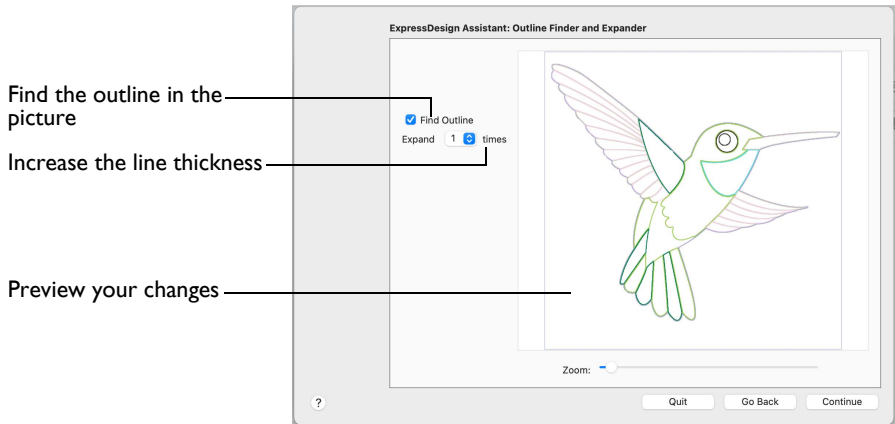 ExpressDesign Assistant: Outline Finder and Expander
Find the outline in the
picture
Find Outline
Expand 1 times
Increase the line thickness
Preview your changes
Zoom:
? Quit Go Back Continue